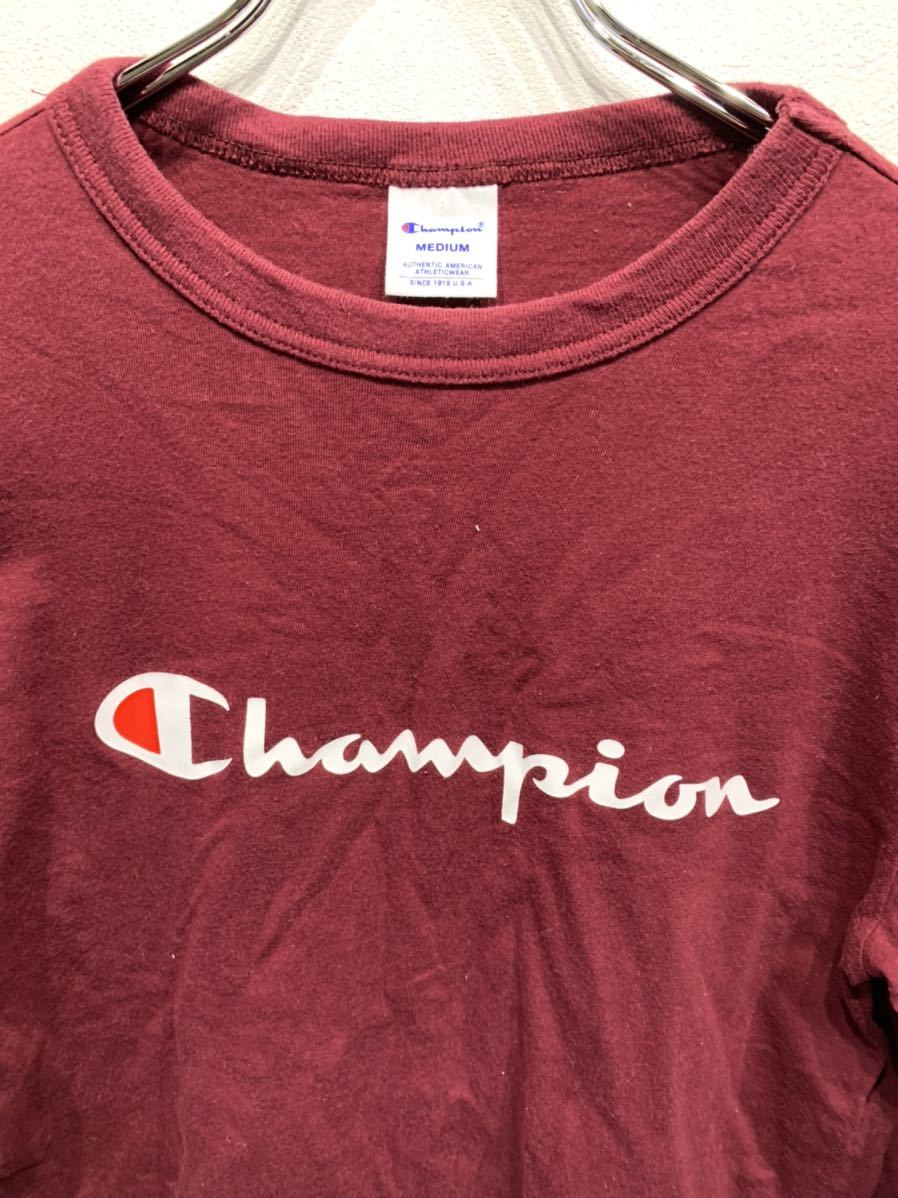 Champion®
MEDIUM
AUTHENTIC AMERICAN
ATHLETICWEAR
SINCE 1919 U.S.A
Champion